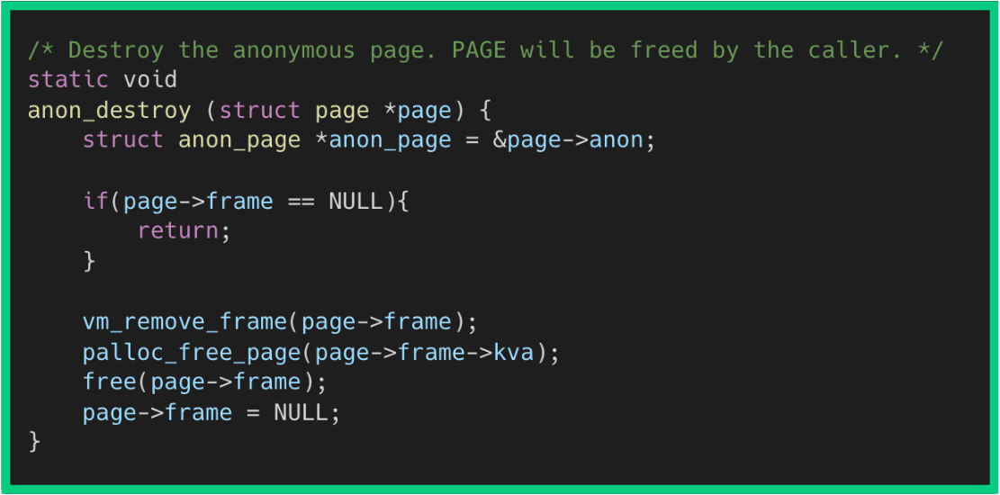 /* Destroy the anonymous page. PAGE will be freed by the caller. */
static void
anon_destroy (struct page *page) {
    struct anon_page *anon_page = &page->anon;

    if(page->frame == NULL){
        return;
    }

    vm_remove_frame(page->frame);
    palloc_free_page(page->frame->kva);
    free(page->frame);
    page->frame = NULL;
}